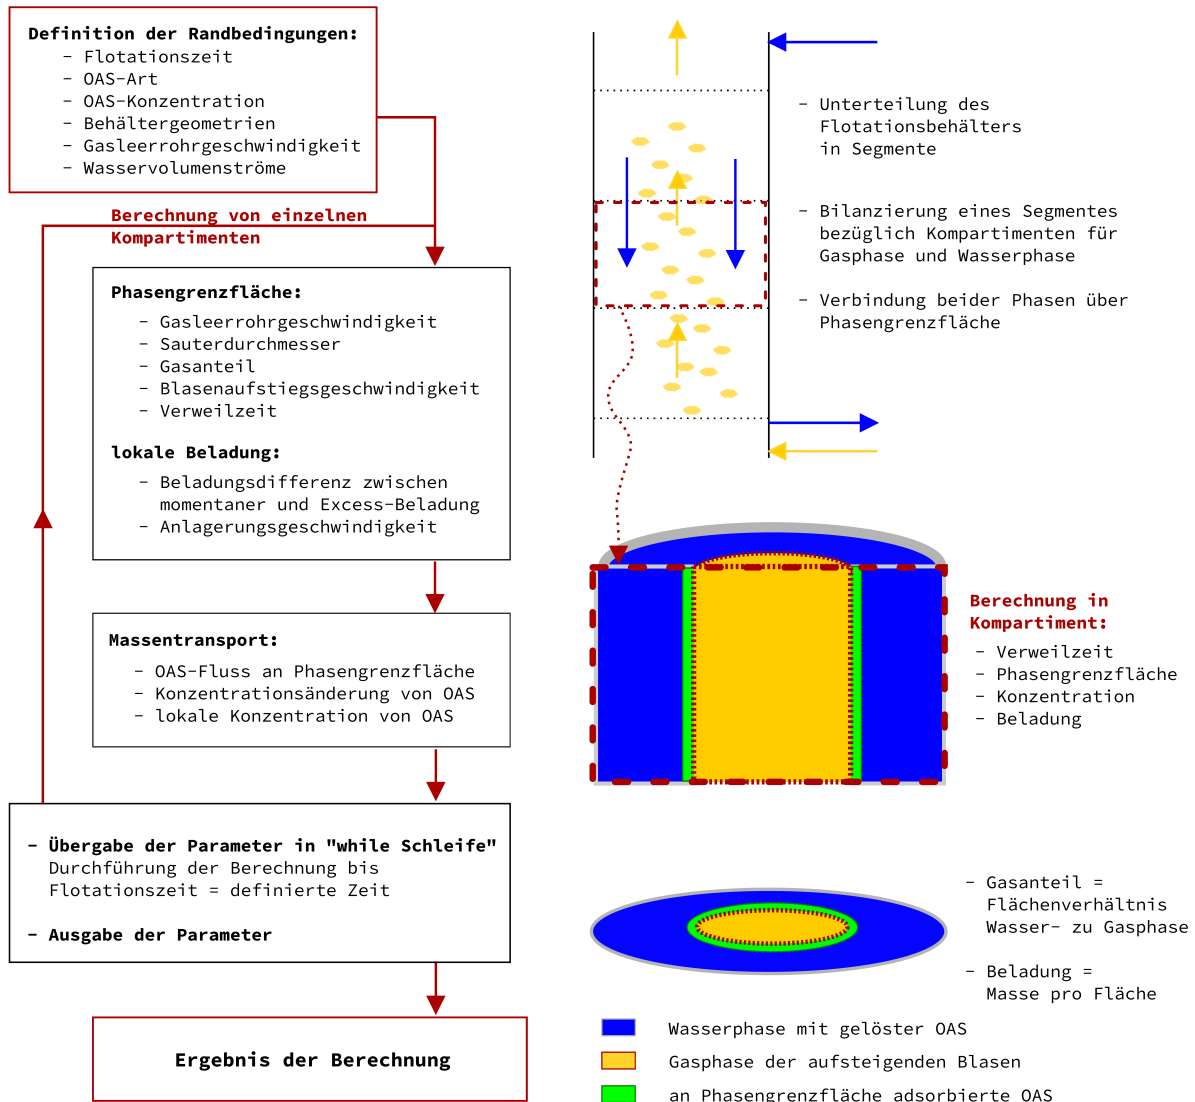 Definition der Randbedingungen:
- Flotationszeit
- OAS-Art
- OAS-Konzentration
- Behältergeometrien
- Gasleerrohrgeschwindigkeit
- Wasservolumenströme
Berechnung von einzelnen
Kompartimenten
Phasengrenzfläche:
- Gasleerrohrgeschwindigkeit
- Sauterdurchmesser
- Gasanteil
- Blasenaufstiegsgeschwindigkeit
- Verweilzeit
lokale Beladung:
- Beladungsdifferenz zwischen
momentaner und Excess-Beladung
- Anlagerungsgeschwindigkeit
Massentransport:
- OAS-Fluss an Phasengrenzfläche
- Konzentrationsänderung von OAS
- lokale Konzentration von OAS
- Übergabe der Parameter in "while Schleife"
Durchführung der Berechnung bis
Flotationszeit = definierte Zeit
- Ausgabe der Parameter
Ergebnis der Berechnung
- Unterteilung des
Flotationsbehälters
in Segmente
- Bilanzierung eines Segmentes
bezüglich Kompartimenten für
Gasphase und Wasserphase
- Verbindung beider Phasen über
Phasengrenzfläche
Berechnung in
Kompartiment:
- Verweilzeit
- Phasengrenzfläche
- Konzentration
- Beladung
- Gasanteil =
Flächenverhältnis
Wasser- zu Gasphase
- Beladung =
Masse pro Fläche
Wasserphase mit gelöster OAS
Gasphase der aufsteigenden Blasen
an Phasengrenzfläche adsorbierte OAS